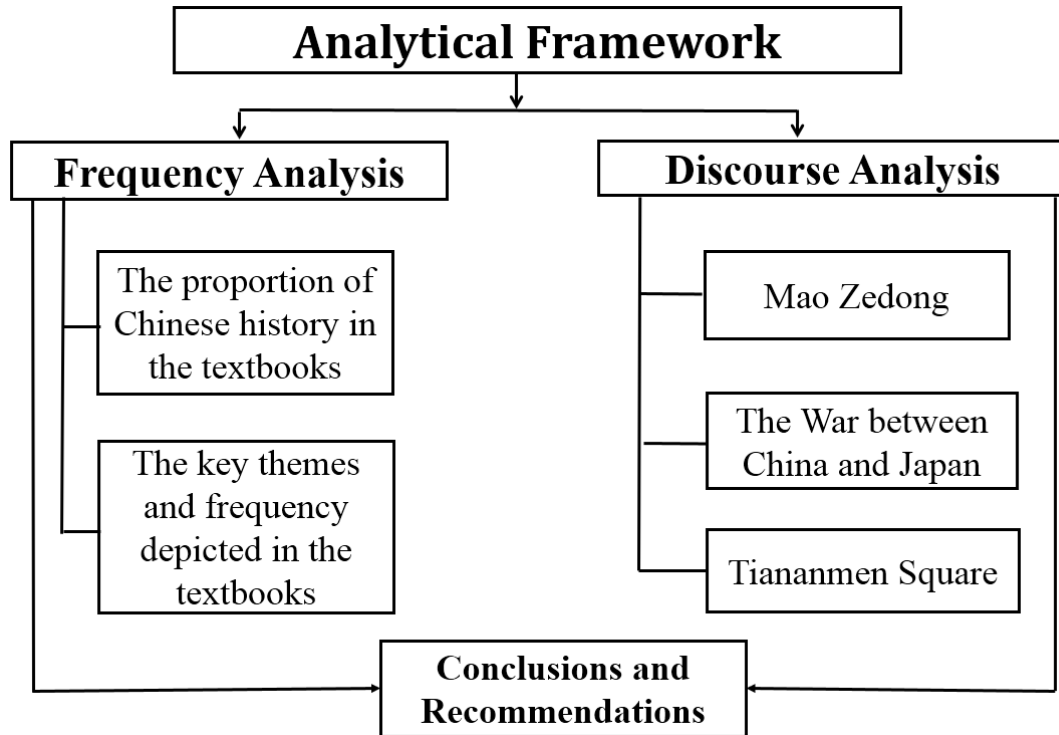 Analytical Framework
Frequency Analysis
The proportion of
Chinese history in
the textbooks
The key themes
and frequency
depicted in the
textbooks
Discourse Analysis
Mao Zedong
The War between
China and Japan
Tiananmen Square
Conclusions and
Recommendations